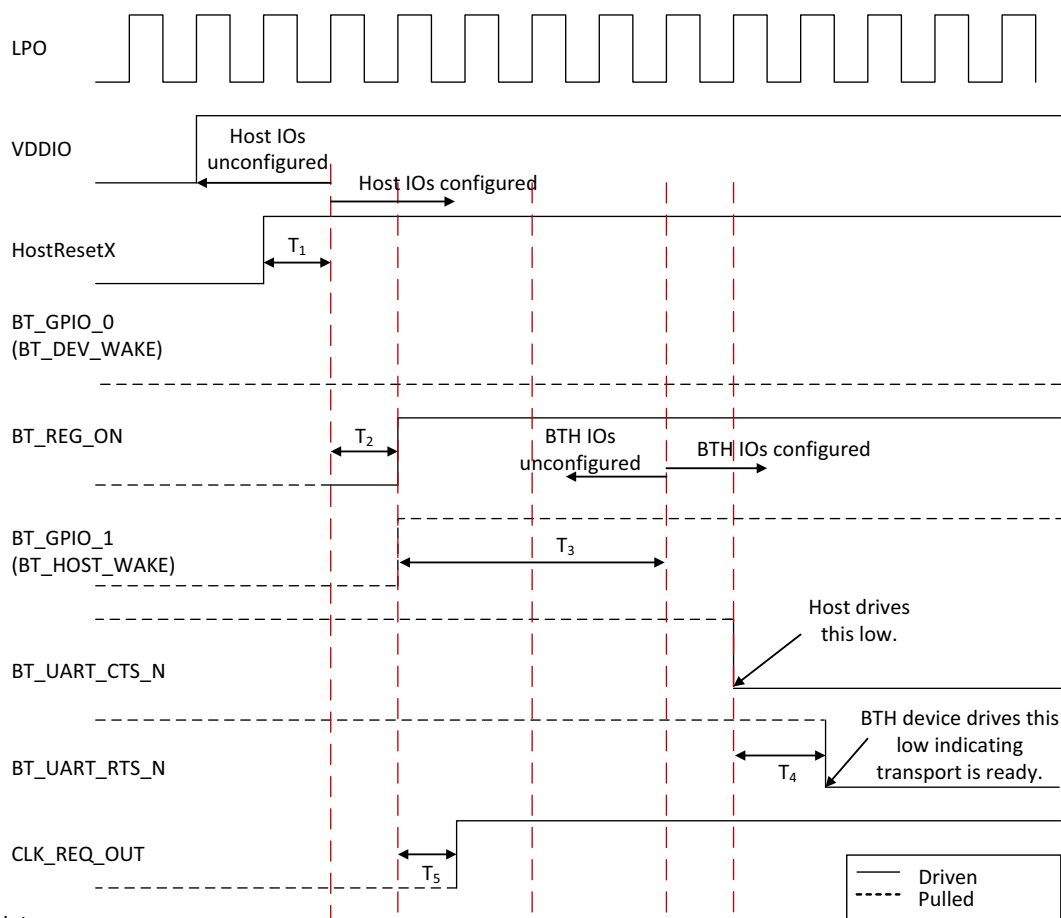 LPO
VDDIO
Host IOs
unconfigured
Host IOs configured
HostResetX
T1
BT_GPIO_0
(BT_DEV_WAKE)
BT_REG_ON
T2
BTH IOs
unconfigured
BTH IOs configured
BT_GPIO_1
(BT_HOST_WAKE)
T3
Host drives
this low.
BT_UART_CTS_N
BTH device drives this
low indicating
transport is ready.
BT_UART_RTS_N
T4
CLK_REQ_OUT
T5
Driven
Pulled